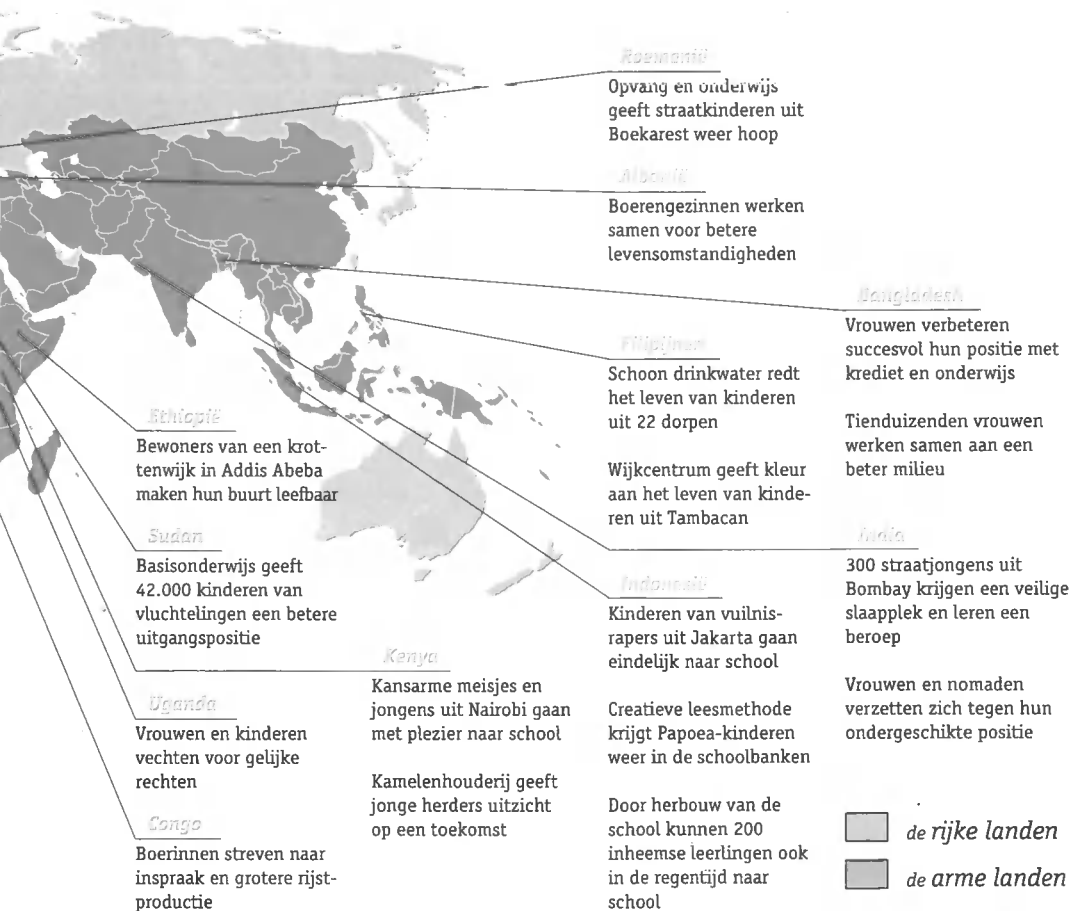 Roemenië
Opvang en onderwijs
geeft straatkinderen uit
Boekarest weer hoop
Albanië
Boerengezinnen werken
samen voor betere
levensomstandigheden
Bangladesh
Vrouwen verbeteren
succesvol hun positie met
krediet en onderwijs
Tienduizenden vrouwen
werken samen aan een
beter milieu
Filipijnen
Schoon drinkwater redt
het leven van kinderen
uit 22 dorpen
Wijkcentrum geeft kleur
aan het leven van kinde-
ren uit Tambacan
Ethiopië
Bewoners van een krot-
tenwijk in Addis Abeba
maken hun buurt leefbaar
Sudan
Basisonderwijs geeft
42.000 kinderen van
vluchtelingen een betere
uitgangspositie
India
300 straatjongens uit
Bombay krijgen een veilige
slaapplek en leren een
beroep
Vrouwen en nomaden
verzetten zich tegen hun
ondergeschikte positie
Indonesië
Kinderen van vuilnis-
rapers uit Jakarta gaan
eindelijk naar school
Creatieve leesmethode
krijgt Papoea-kinderen
weer in de schoolbanken
Door herbouw van de
school kunnen 200
inheemse leerlingen ook
in de regentijd naar
school
Kenya
Kansarme meisjes en
jongens uit Nairobi gaan
met plezier naar school
Kamelenhouderij geeft
jonge herders uitzicht
op een toekomst
Uganda
Vrouwen en kinderen
vechten voor gelijke
rechten
Congo
Boerinnen streven naar
inspraak en grotere rijst-
productie
de rijke landen
de arme landen